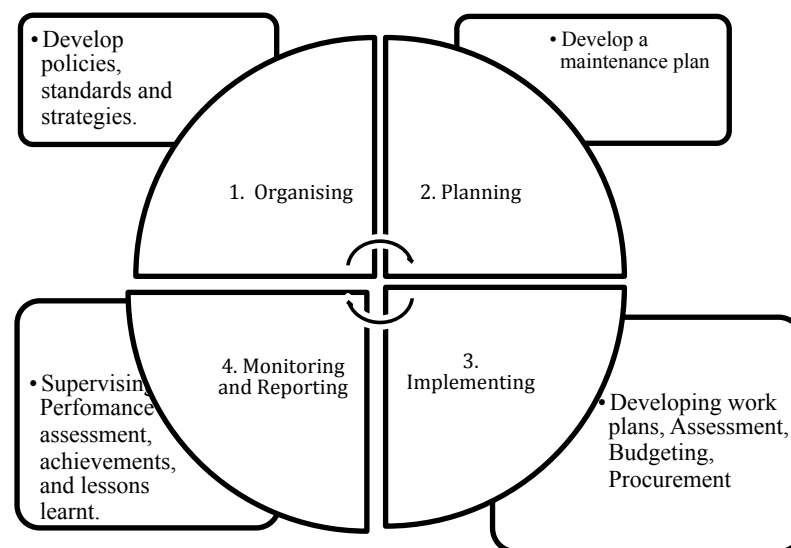 • Develop
policies,
standards and
strategies.
• Develop a
maintenance plan
1. Organising
2. Planning
4. Monitoring
and Reporting
3.
Implementing
• Supervising
Perfomance
assessment,
achievements,
and lessons
learnt.
• Developing work
plans, Assessment,
Budgeting,
Procurement